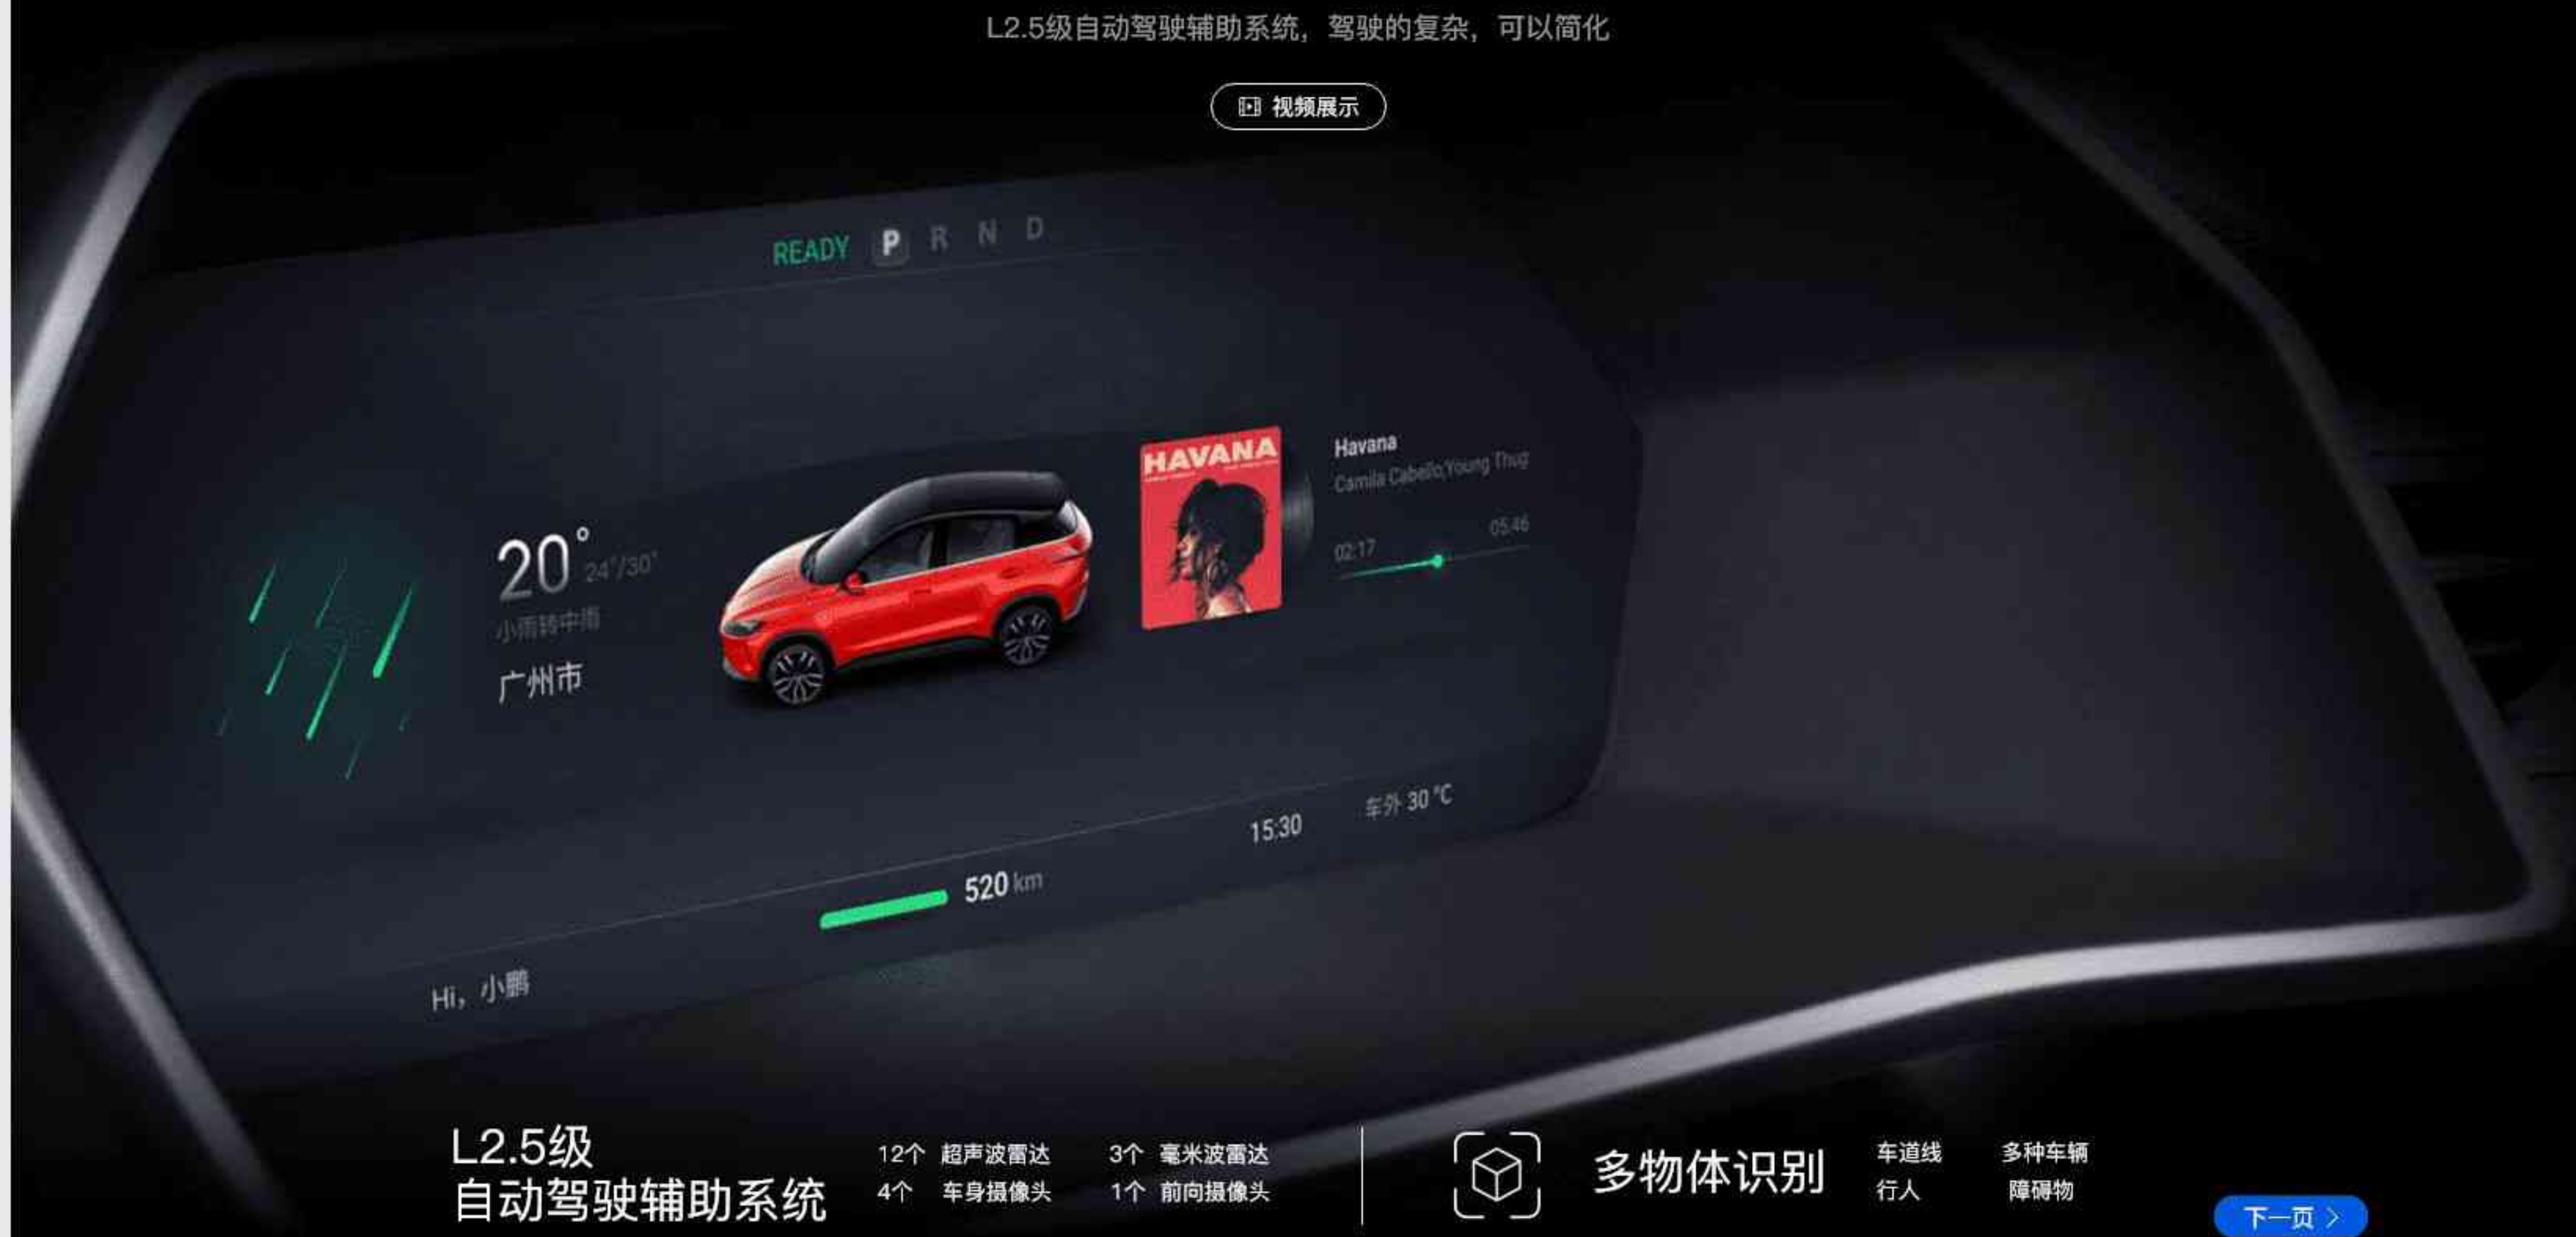 L2.5级自动驾驶辅助系统，驾驶的复杂，可以简化
视频展示
READY P R N D
20° 24°/30°
小雨转中雨
广州市
HAVANA
Havana
Camila Cabello,Young Thug
02:17 05:46
15:30 车外 30 ℃
520 km
Hi，小鹏
L2.5级
自动驾驶辅助系统
12个 超声波雷达 3个 毫米波雷达
4个 车身摄像头 1个 前向摄像头
多物体识别
车道线 多种车辆
行人 障碍物
下一页 >